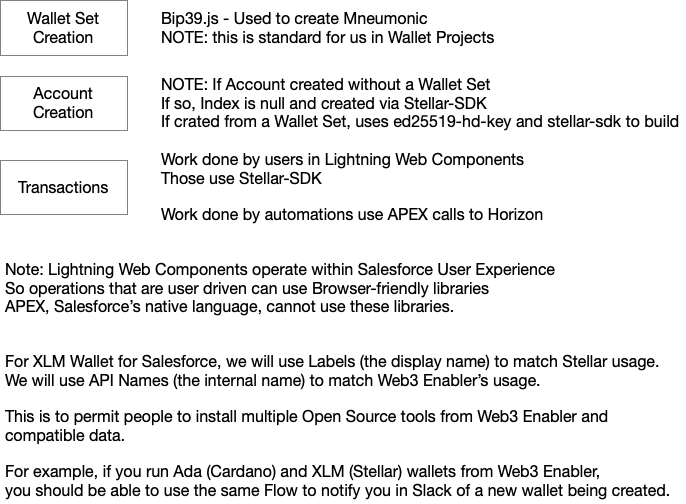 Wallet Set
Creation
Bip39.js - Used to create Mneumonic
NOTE: this is standard for us in Wallet Projects
Account
Creation
NOTE: If Account created without a Wallet Set
If so, Index is null and created via Stellar-SDK
If crated from a Wallet Set, uses ed25519-hd-key and stellar-sdk to build
Transactions
Work done by users in Lightning Web Components
Those use Stellar-SDK
Work done by automations use APEX calls to Horizon
Note: Lightning Web Components operate within Salesforce User Experience
So operations that are user driven can use Browser-friendly libraries
APEX, Salesforce's native language, cannot use these libraries.
For XLM Wallet for Salesforce, we will use Labels (the display name) to match Stellar usage.
We will use API Names (the internal name) to match Web3 Enabler's usage.
This is to permit people to install multiple Open Source tools from Web3 Enabler and
compatible data.
For example, if you run Ada (Cardano) and XLM (Stellar) wallets from Web3 Enabler,
you should be able to use the same Flow to notify you in Slack of a new wallet being created.